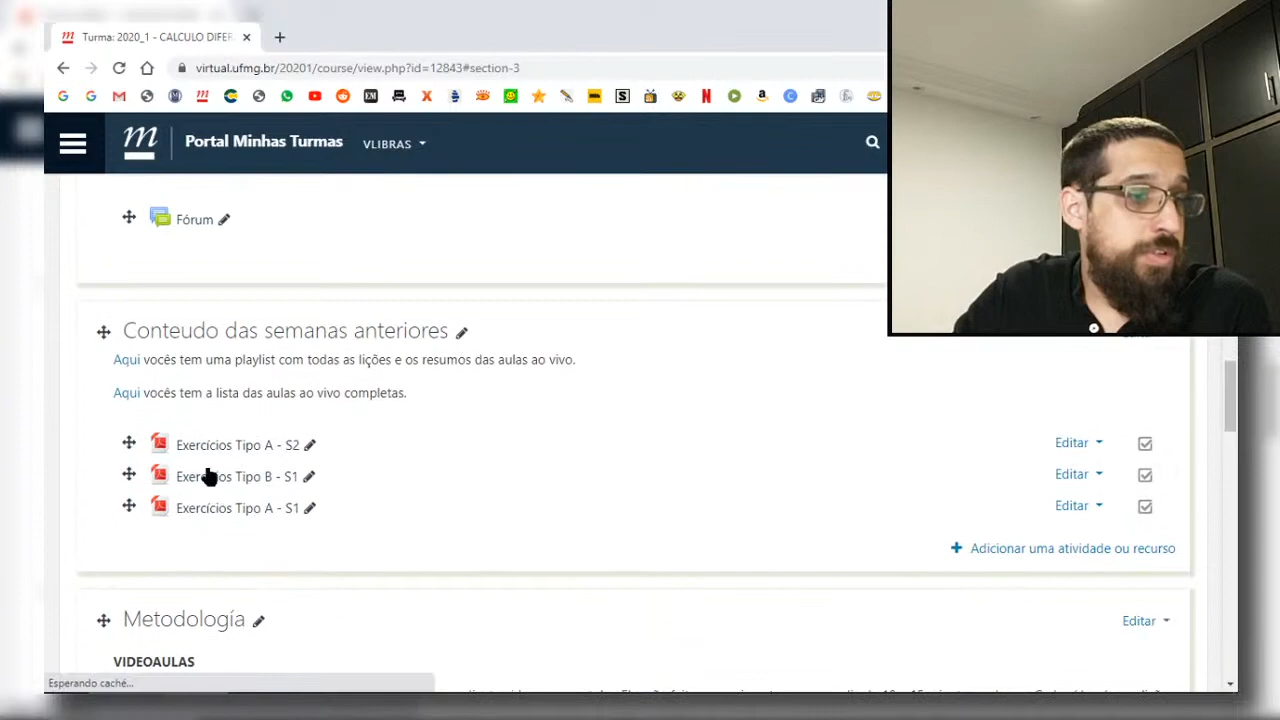 Turma: 2020_1 - CALCULO DIFER
virtual.ufmg.br/20201/course/view.php?id=12843#section-3
Portal Minhas Turmas
VLIBRAS
Fórum
Conteudo das semanas anteriores
Aqui vocês tem uma playlist com todas as lições e os resumos das aulas ao vivo.
Aqui vocês tem a lista das aulas ao vivo completas.
Exercícios Tipo A - S2
Editar
Tipo B - S1
Editar
Exercícios Tipo A - S1
Editar
Adicionar uma atividade ou recurso
Metodología
Editar
VIDEOAULAS
Esperando caché...